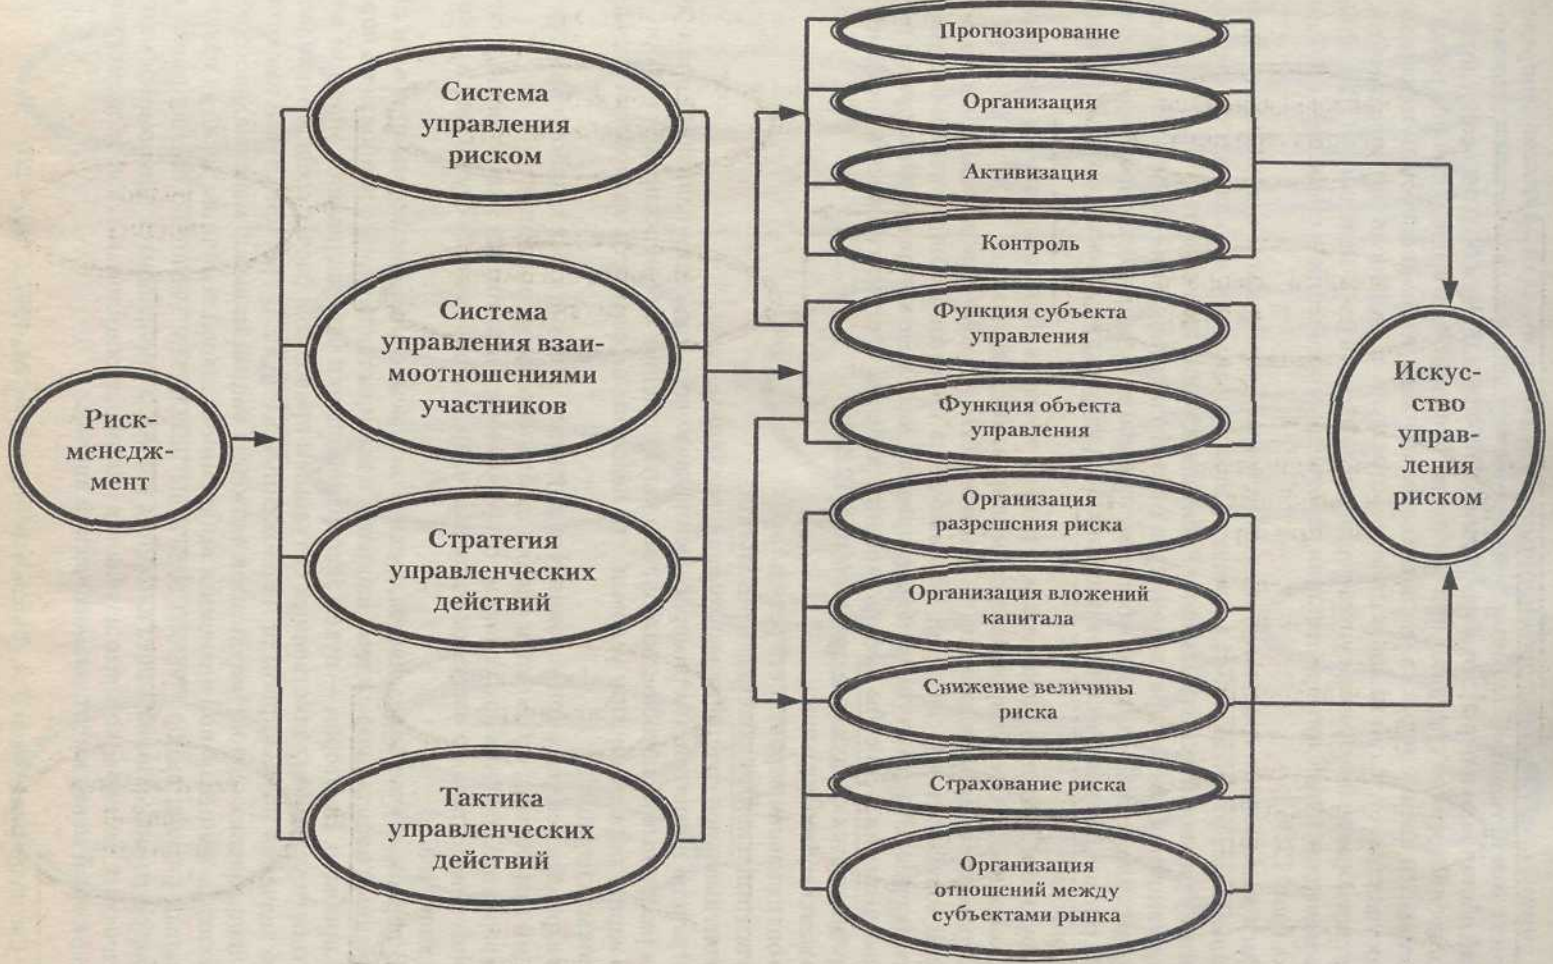 Риск-
менедж-
мент
Система
управления
риском
Система
управления взаи-
моотношениями
участников
Стратегия
управленческих
действий
Тактика
управленческих
действий
Прогнозирование
Организация
Активизация
Контроль
Функция субъекта
управления
Функция объекта
управления
Организация
разрешения риска
Организация вложений
капитала
Снижение величины
риска
Страхование риска
Организация
отношений между
субъектами рынка
Искус-
ство
управ-
ления
риском